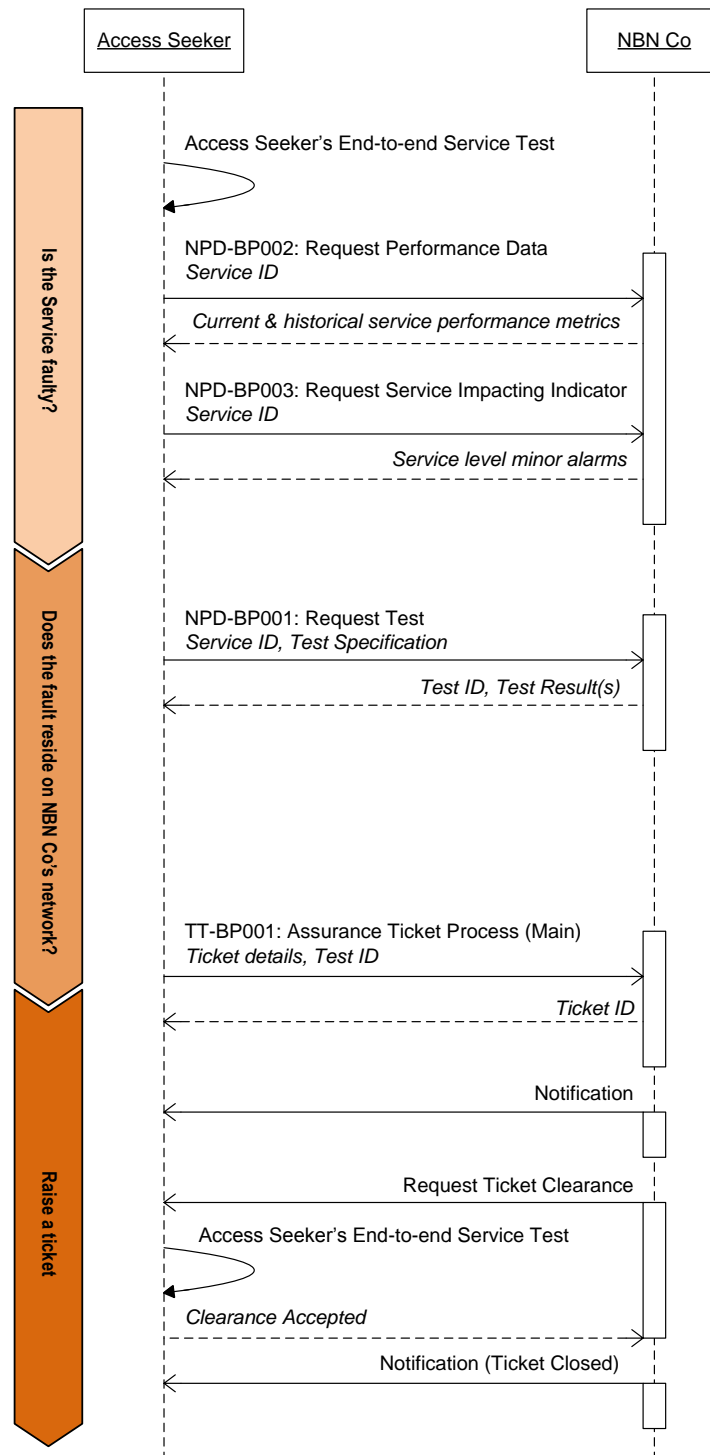 Access Seeker
NBN Co
Is the Service faulty?
Access Seeker's End-to-end Service Test
NPD-BP002: Request Performance Data
Service ID
Current & historical service performance metrics
NPD-BP003: Request Service Impacting Indicator
Service ID
Service level minor alarms
Does the fault reside on NBN Co's network?
NPD-BP001: Request Test
Service ID, Test Specification
Test ID, Test Result(s)
TT-BP001: Assurance Ticket Process (Main)
Ticket details, Test ID
Ticket ID
Raise a ticket
Notification
Request Ticket Clearance
Access Seeker's End-to-end Service Test
Clearance Accepted
Notification (Ticket Closed)